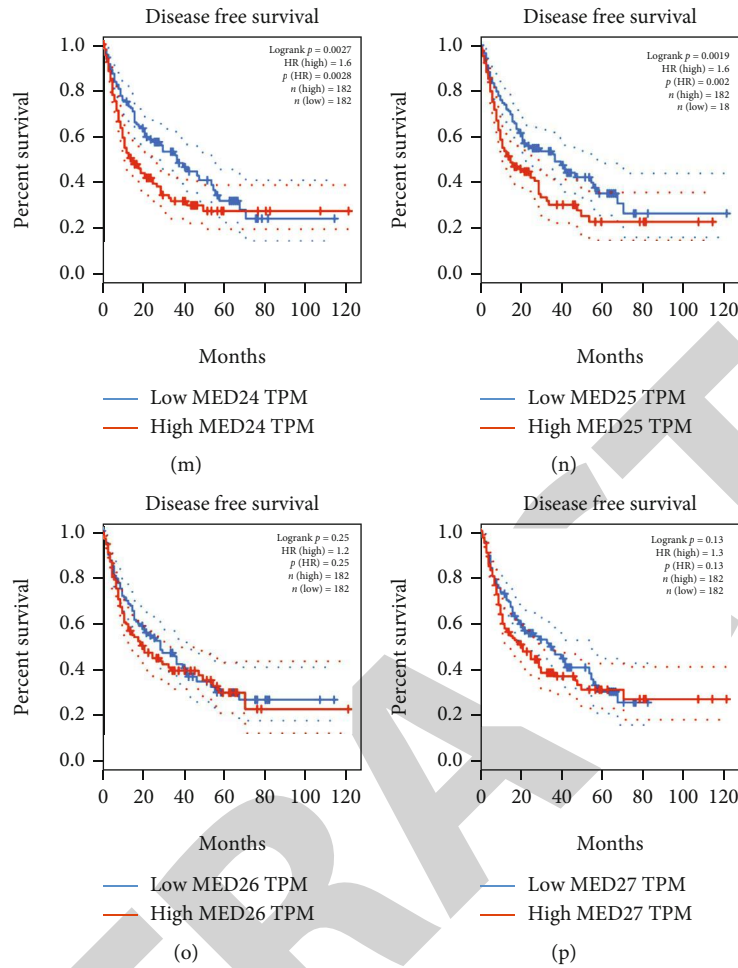 Disease free survival
1.0
0.8
0.6
0.4
0.2
0.0
Percent survival
Logrank p = 0.0027
HR (high) = 1.6
p (HR) = 0.0028
n (high) = 182
n (low) = 182
0 20 40 60 80 100 120
Months
Low MED24 TPM
High MED24 TPM
(m)
Disease free survival
1.0
0.8
0.6
0.4
0.2
0.0
Percent survival
Logrank p = 0.0019
HR (high) = 1.6
p (HR) = 0.002
n (high) = 182
n (low) = 18
0 20 40 60 80 100 120
Months
Low MED25 TPM
High MED25 TPM
(n)
Disease free survival
1.0
0.8
0.6
0.4
0.2
0.0
Percent survival
Logrank p = 0.25
HR (high) = 1.2
p (HR) = 0.25
n (high) = 182
n (low) = 182
0 20 40 60 80 100 120
Months
Low MED26 TPM
High MED26 TPM
(o)
Disease free survival
1.0
0.8
0.6
0.4
0.2
0.0
Percent survival
Logrank p = 0.13
HR (high) = 1.3
p (HR) = 0.13
n (high) = 182
n (low) = 182
0 20 40 60 80 100 120
Months
Low MED27 TPM
High MED27 TPM
(p)
TRACT